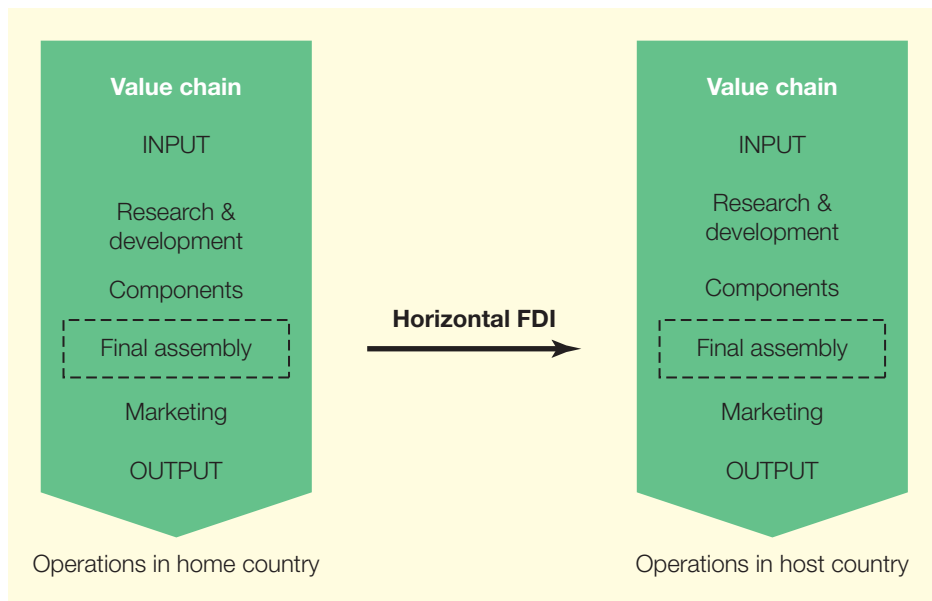 Value chain
INPUT
Research &
development
Components
Final assembly
Marketing
OUTPUT
Operations in home country
Horizontal FDI
Value chain
INPUT
Research &
development
Components
Final assembly
Marketing
OUTPUT
Operations in host country